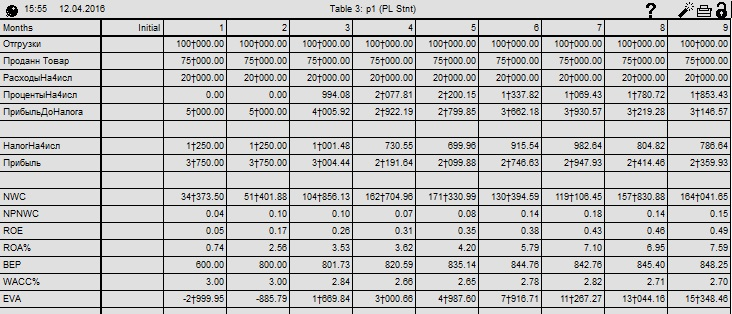 15:55 12.04.2016 Table 3: p1 (PL Stnt) ?
Months Initial 1 2 3 4 5 6 7 8 9
Отгрузки 100†000.00 100†000.00 100†000.00 100†000.00 100†000.00 100†000.00 100†000.00 100†000.00 100†000.00
Проданн Товар 75†000.00 75†000.00 75†000.00 75†000.00 75†000.00 75†000.00 75†000.00 75†000.00 75†000.00
РасходыНа4исл 20†000.00 20†000.00 20†000.00 20†000.00 20†000.00 20†000.00 20†000.00 20†000.00 20†000.00
ПроцентыНа4исл 0.00 0.00 994.08 2†077.81 2†200.15 1†337.82 1†069.43 1†780.72 1†853.43
ПрибыльДоНалога 5†000.00 5†000.00 4†005.92 2†922.19 2†799.85 3†662.18 3†930.57 3†219.28 3†146.57
НалогНа4исл 1†250.00 1†250.00 1†001.48 730.55 699.96 915.54 982.64 804.82 786.64
Прибыль 3†750.00 3†750.00 3†004.44 2†191.64 2†099.88 2†746.63 2†947.93 2†414.46 2†359.93
NWC 34†373.50 51†401.88 104†856.13 162†704.96 171†330.99 130†394.59 119†106.45 157†830.88 164†041.65
NPNWC 0.04 0.10 0.10 0.07 0.08 0.14 0.18 0.14 0.15
ROE 0.05 0.17 0.26 0.31 0.35 0.38 0.43 0.46 0.49
ROA% 0.74 2.56 3.53 3.62 4.20 5.79 7.10 6.95 7.59
BEP 600.00 800.00 801.73 820.59 835.14 844.76 842.76 845.40 848.25
WACC% 3.00 3.00 2.84 2.66 2.65 2.78 2.82 2.71 2.70
EVA -2†999.95 -885.79 1†669.84 3†000.66 4†987.60 7†916.71 11†267.27 13†044.16 15†348.46